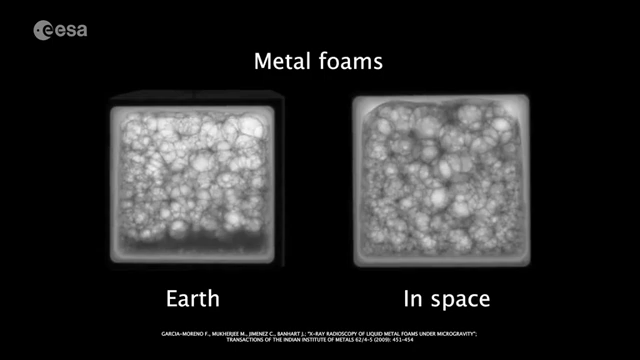 esa
Metal foams
Earth
In space
GARCIA-MORENO F., MUKHERJEE M., JIMENEZ C., BANHART J.; "X-RAY RADIOSCOPY OF LIQUID METAL FOAMS UNDER MICROGRAVITY";
TRANSACTIONS OF THE INDIAN INSTITUTE OF METALS 62/4-5 (2009): 451-454